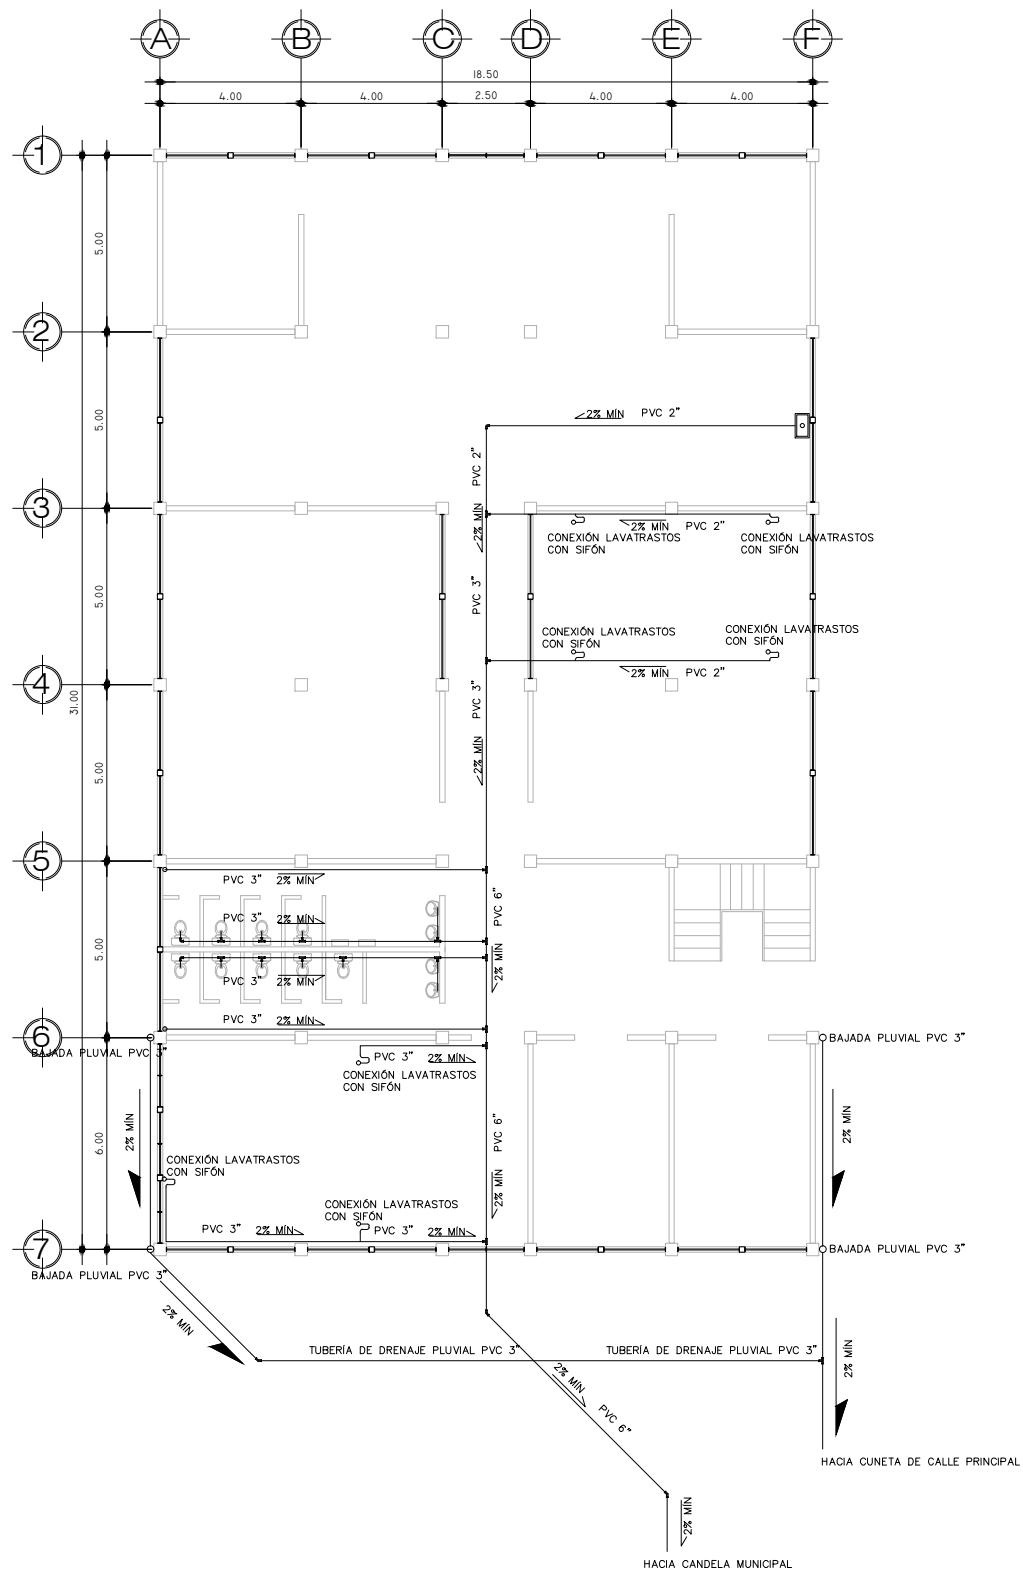 A B C D E F
18.50
4.00 4.00 2.50 4.00 4.00
1
5.00
2
2% MÍN PVC 2"
5.00
PVC 2"
3
2% MÍN
2% MÍN PVC 2"
CONEXIÓN LAVATRASTOS
CON SIFÓN
CONEXIÓN LAVATRASTOS
CON SIFÓN
5.00
PVC 3"
CONEXIÓN LAVATRASTOS
CON SIFÓN
CONEXIÓN LAVATRASTOS
CON SIFÓN
2% MÍN PVC 2"
4
31.00
PVC 3"
2% MÍN
5.00
5
PVC 3" 2% MÍN
PVC 6"
PVC 3" 2% MÍN
5.00
2% MÍN
PVC 3" 2% MÍN
PVC 3" 2% MÍN
6
BAJADA PLUVIAL PVC 3"
BAJADA PLUVIAL PVC 3"
PVC 3" 2% MÍN
CONEXIÓN LAVATRASTOS
CON SIFÓN
2% MÍN
6.00
PVC 6"
2% MÍN
CONEXIÓN LAVATRASTOS
CON SIFÓN
2% MÍN
CONEXIÓN LAVATRASTOS
CON SIFÓN
PVC 3" 2% MÍN PVC 3" 2% MÍN
7
BAJADA PLUVIAL PVC 3"
BAJADA PLUVIAL PVC 3"
2% MÍN
TUBERÍA DE DRENAJE PLUVIAL PVC 3" TUBERÍA DE DRENAJE PLUVIAL PVC 3"
2% MÍN
2% MÍN
PVC 6"
HACIA CUNETA DE CALLE PRINCIPAL
2% MÍN
HACIA CANDELA MUNICIPAL